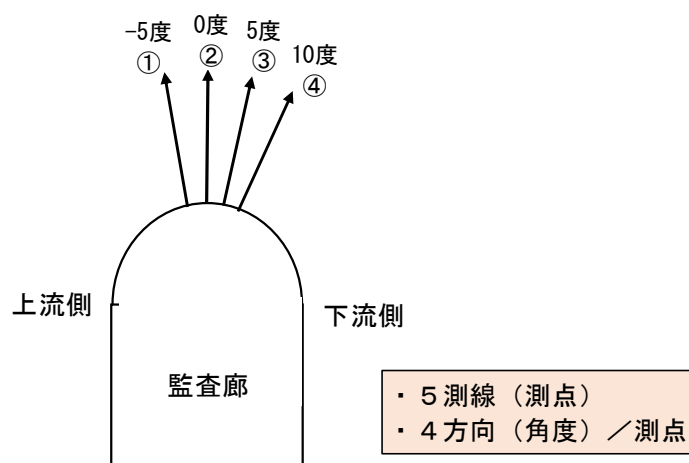 -5度 0度 5度 10度
① ② ③ ④
上流側 下流側
監査廊
・５測線（測点）
・４方向（角度）／測点